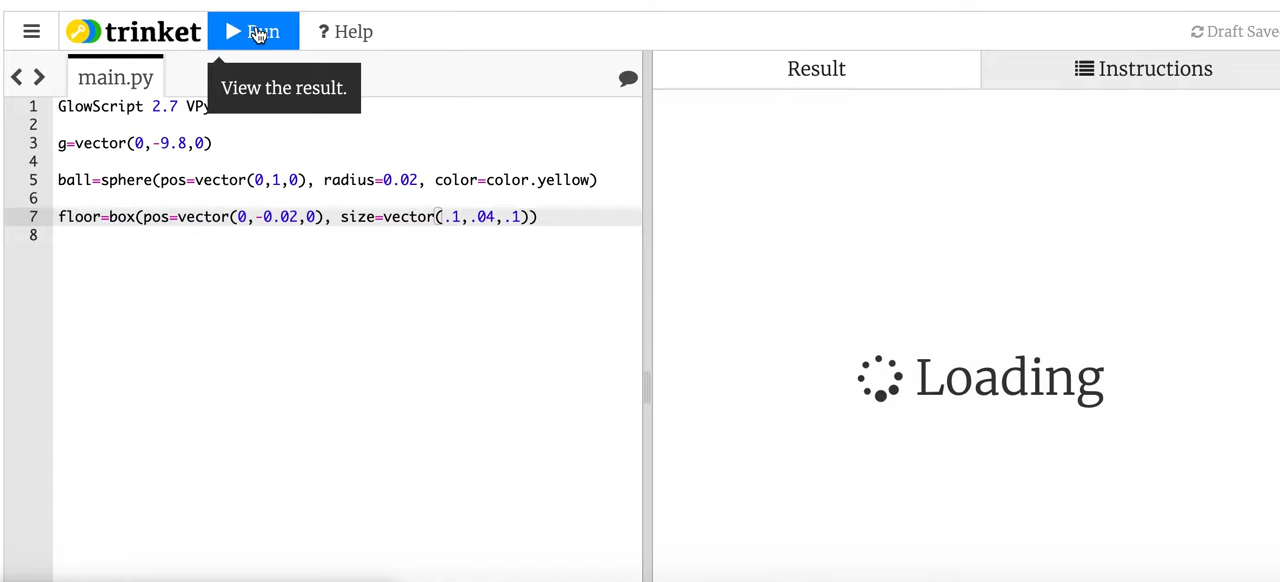 trinket Run ? Help Draft Save
main.py Result Instructions
View the result.
1 GlowScript 2.7 VPy
2
3 g=vector(0,-9.8,0)
4
5 ball=sphere(pos=vector(0,1,0), radius=0.02, color=color.yellow)
6
7 floor=box(pos=vector(0,-0.02,0), size=vector(.1,.04,.1))
8
Loading